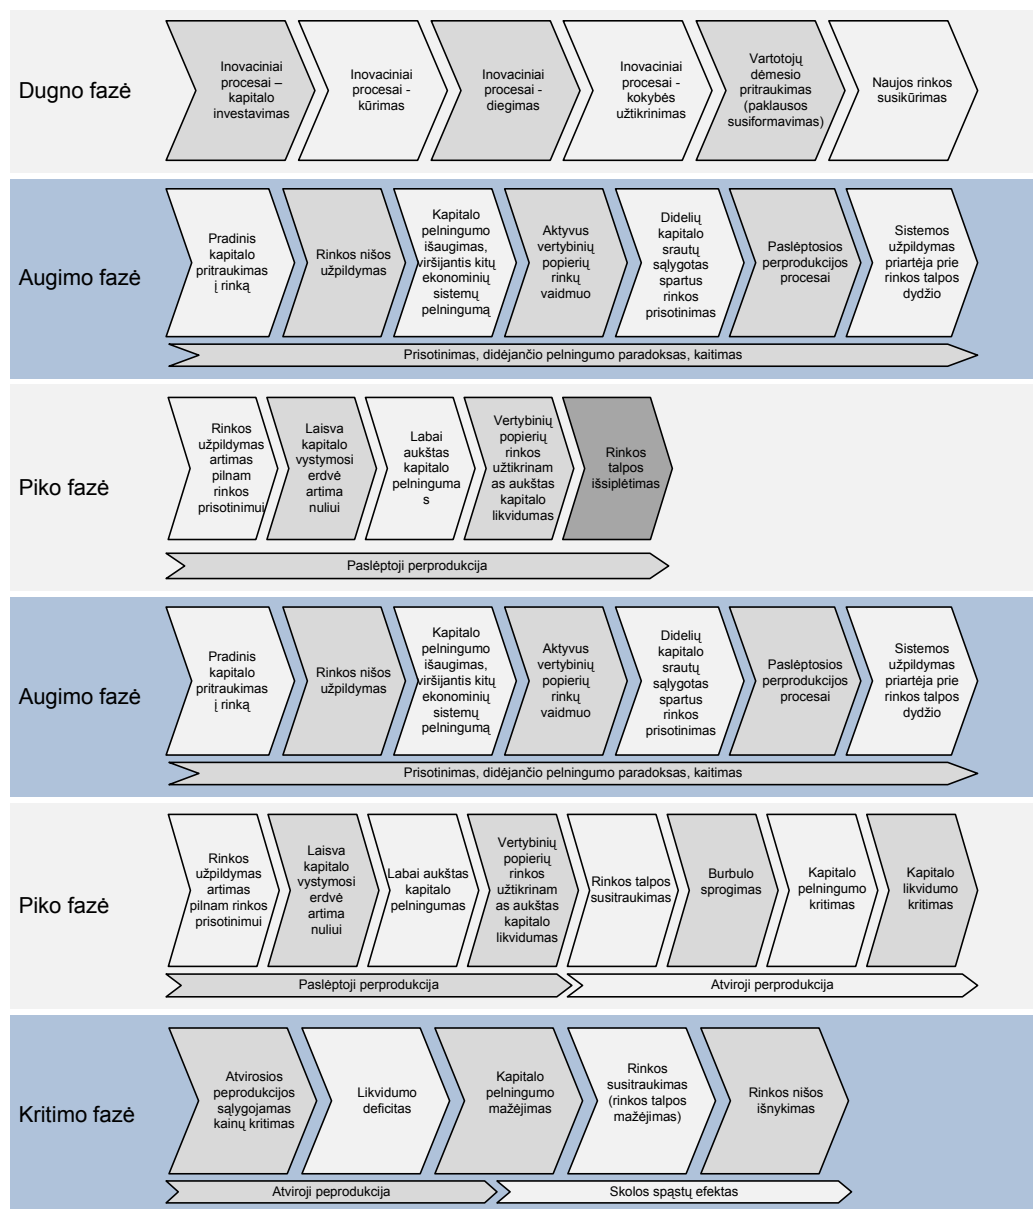 Dugno fazė
Inovaciniai
procesai –
kapitalo
investavimas
Inovaciniai
procesai -
kūrimas
Inovaciniai
procesai -
diegimas
Inovaciniai
procesai -
kokybės
užtikrinimas
Vartotojų
dėmesio
pritraukimas
(paklausos
susiformavimas)
Naujos rinkos
susikūrimas
Augimo fazė
Pradinis
kapitalo
pritraukimas
į rinką
Rinkos nišos
užpildymas
Kapitalo
pelningumo
išaugimas,
viršijantis kitų
ekonominių
sistemų
pelningumą
Aktyvus
vertybinių
popierių
rinkų
vaidmuo
Didelių
kapitalo
srautų
sąlygotas
spartus
rinkos
prisotinimas
Paslėptosios
perprodukcijos
procesai
Sistemos
užpildymas
priartėja prie
rinkos talpos
dydžio
Prisotinimas, didėjančio pelningumo paradoksas, kaitimas
Piko fazė
Rinkos
užpildymas
artimas
pilnam
rinkos
prisotinimui
Laisva
kapitalo
vystymosi
erdvė
artima
nuliui
Labai
aukštas
kapitalo
pelninguma
s
Vertybinių
popierių
rinkos
užtikrinam
as aukštas
kapitalo
likvidumas
Rinkos
talpos
išsiplėtimas
Paslėptoji perprodukcija
Augimo fazė
Pradinis
kapitalo
pritraukimas
į rinką
Rinkos nišos
užpildymas
Kapitalo
pelningumo
išaugimas,
viršijantis kitų
ekonominių
sistemų
pelningumą
Aktyvus
vertybinių
popierių
rinkų
vaidmuo
Didelių
kapitalo
srautų
sąlygotas
spartus
rinkos
prisotinimas
Paslėptosios
perprodukcijos
procesai
Sistemos
užpildymas
priartėja prie
rinkos talpos
dydžio
Prisotinimas, didėjančio pelningumo paradoksas, kaitimas
Piko fazė
Rinkos
užpildymas
artimas
pilnam rinkos
prisotinimui
Laisva
kapitalo
vystymosi
erdvė
artima
nuliui
Labai aukštas
kapitalo
pelningumas
Vertybinių
popierių
rinkos
užtikrinam
as aukštas
kapitalo
likvidumas
Rinkos talpos
susitraukimas
Burbulo
sprogimas
Kapitalo
pelningumo
kritimas
Kapitalo
likvidumo
kritimas
Paslėptoji perprodukcija
Atviroji perprodukcija
Kritimo fazė
Atvirosios
peprodukcijos
sąlygojamas
kainų kritimas
Likvidumo
deficitas
Kapitalo
pelningumo
mažėjimas
Rinkos
susitraukimas
(rinkos talpos
mažėjimas)
Rinkos nišos
išnykimas
Atviroji peprodukcija
Skolos spąstų efektas